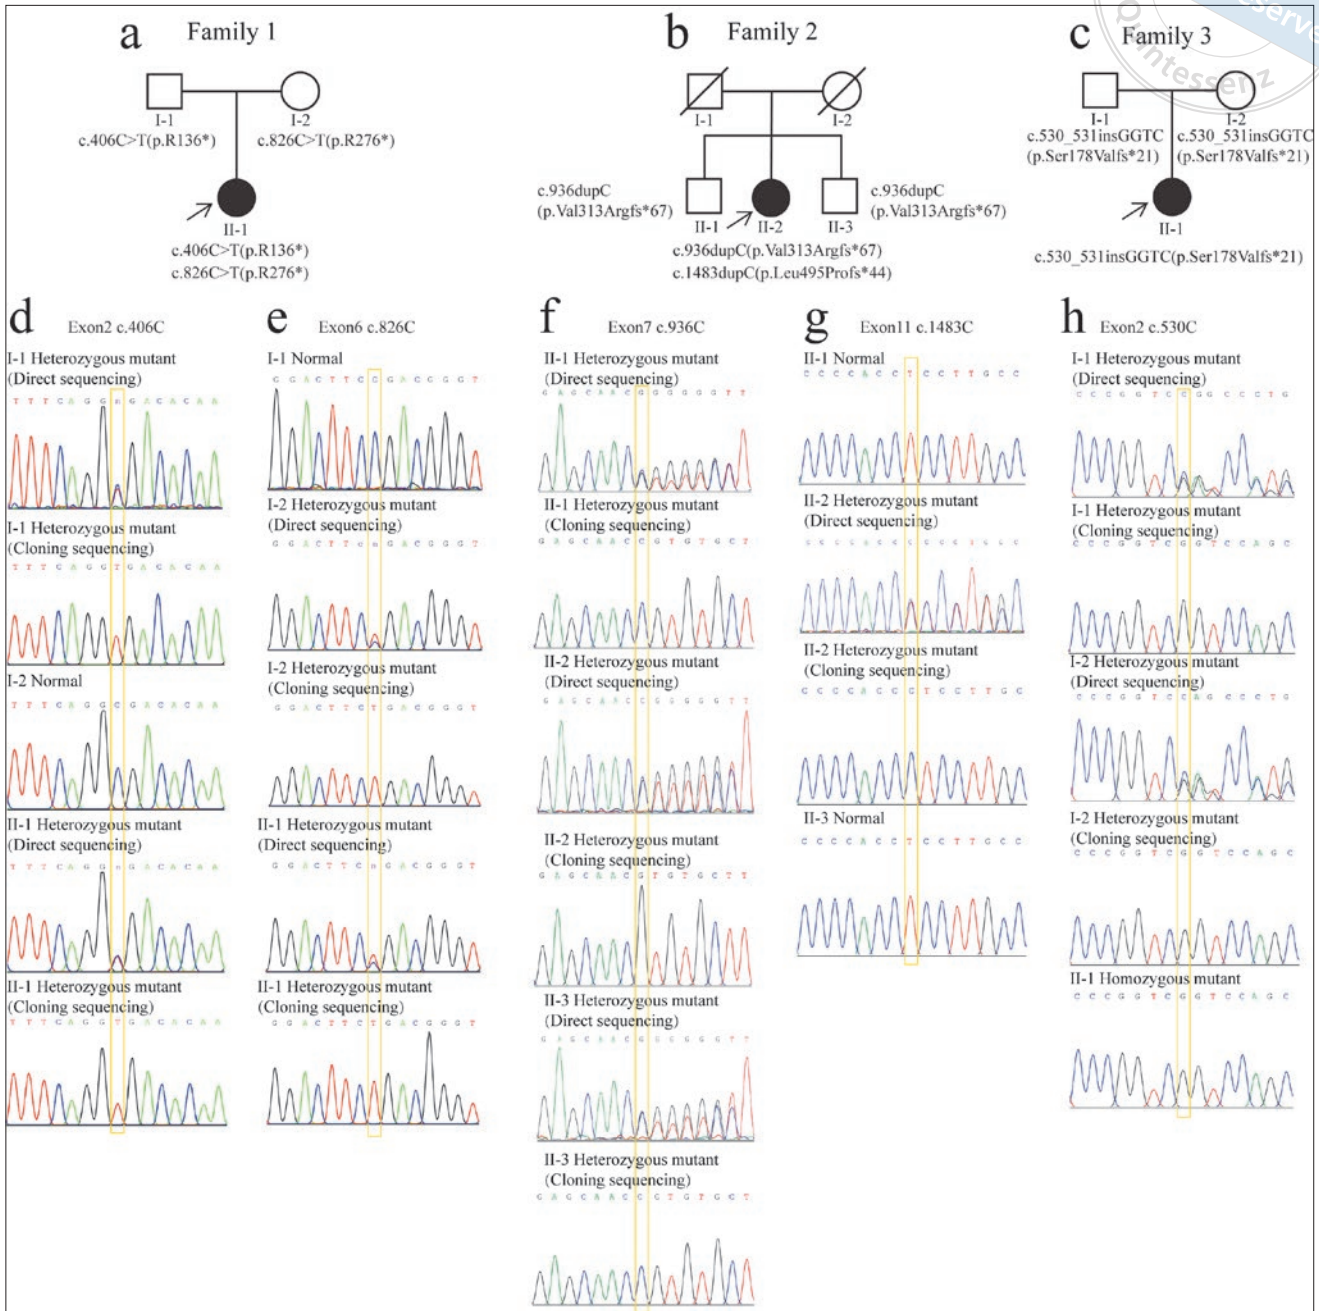 a Family 1
I-1
I-2
c.406C>T(p.R136*)
c.826C>T(p.R276*)
II-1
c.406C>T(p.R136*)
c.826C>T(p.R276*)
b Family 2
I-1
I-2
c.936dupC
(p.Val313Argfs*67)
II-1
II-2
II-3
c.936dupC
(p.Val313Argfs*67)
c.936dupC(p.Val313Argfs*67)
c.1483dupC(p.Leu495Profs*44)
c Family 3
I-1
I-2
c.530_531insGGTC
(p.Ser178Valfs*21)
c.530_531insGGTC
(p.Ser178Valfs*21)
II-1
c.530_531insGGTC(p.Ser178Valfs*21)
Quintessenz
d Exon2 c.406C
I-1 Heterozygous mutant
(Direct sequencing)
T T T C A G G n G A C A C A A
I-1 Heterozygous mutant
(Cloning sequencing)
T T T C A G G T G A C A C A A
I-2 Normal
T T T C A G G C G A C A C A A
II-1 Heterozygous mutant
(Direct sequencing)
T T T C A G G n G A C A C A A
II-1 Heterozygous mutant
(Cloning sequencing)
T T T C A G G T G A C A C A A
e Exon6 c.826C
I-1 Normal
G G A C T T C C G A C G G G T
I-2 Heterozygous mutant
(Direct sequencing)
G G A C T T c n G A C G G G T
I-2 Heterozygous mutant
(Cloning sequencing)
G G A C T T C T G A C G G G T
II-1 Heterozygous mutant
(Direct sequencing)
G G A C T T C n G A C G G G T
II-1 Heterozygous mutant
(Cloning sequencing)
G G A C T T C T G A C G G G T
f Exon7 c.936C
II-1 Heterozygous mutant
(Direct sequencing)
G A G C A A C G G G G G G T T
II-1 Heterozygous mutant
(Cloning sequencing)
G A G C A A C C G T G T G C T
II-2 Heterozygous mutant
(Direct sequencing)
G A G C A A C C G G G G G T T
II-2 Heterozygous mutant
(Cloning sequencing)
G A G C A A C G T G T G C T T
II-3 Heterozygous mutant
(Direct sequencing)
G A G C A A C G G G G G G T T
II-3 Heterozygous mutant
(Cloning sequencing)
G A G C A A C C G T G T G C T
g Exon11 c.1483C
II-1 Normal
C C C C A C C T C C T T G C C
II-2 Heterozygous mutant
(Direct sequencing)
II-2 Heterozygous mutant
(Cloning sequencing)
C C C C A C C C T C C T T G C
II-3 Normal
C C C C A C C T C C T T G C C
h Exon2 c.530C
I-1 Heterozygous mutant
(Direct sequencing)
C C C G G T C C G G C C C T G
I-1 Heterozygous mutant
(Cloning sequencing)
C C C G G T C G G T C C A G C
I-2 Heterozygous mutant
(Direct sequencing)
C C C G G T C C A G C C C T G
I-2 Heterozygous mutant
(Cloning sequencing)
C C C G G T C G G T C C A G C
II-1 Homozygous mutant
C C C G G T C G G T C C A G C